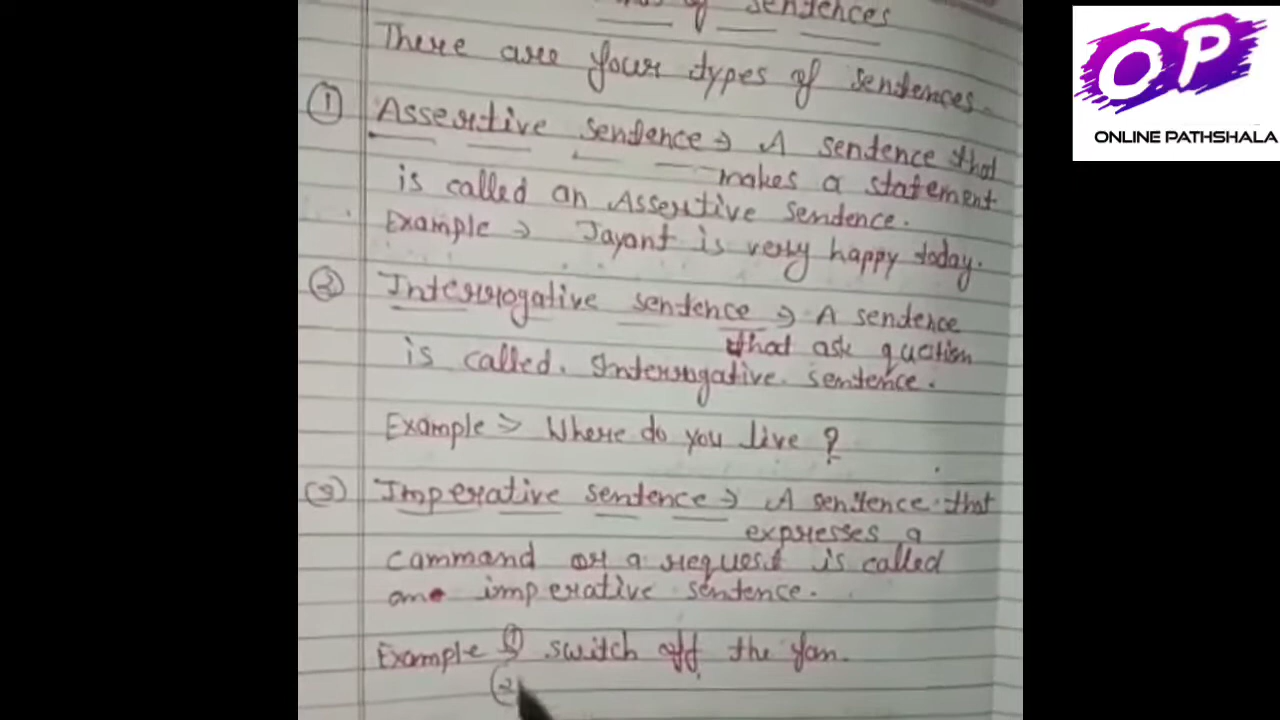 of sentences
There are four types of sentences.
① Assertive sentence ⇒ A sentence that
makes a statement
is called an Assertive sentence.
Example ⇒ Jayant is very happy today.
② Interrogative sentence ⇒ A sentence
that ask quation
is called. Interrogative. sentence.
Example ⇒ Where do you live ?
(3) Imperative sentence ⇒ A sentence that
expresses a
command or a request is called
an imperative sentence.
Example ① switch off the fan.
(2)
OP
ONLINE PATHSHALA